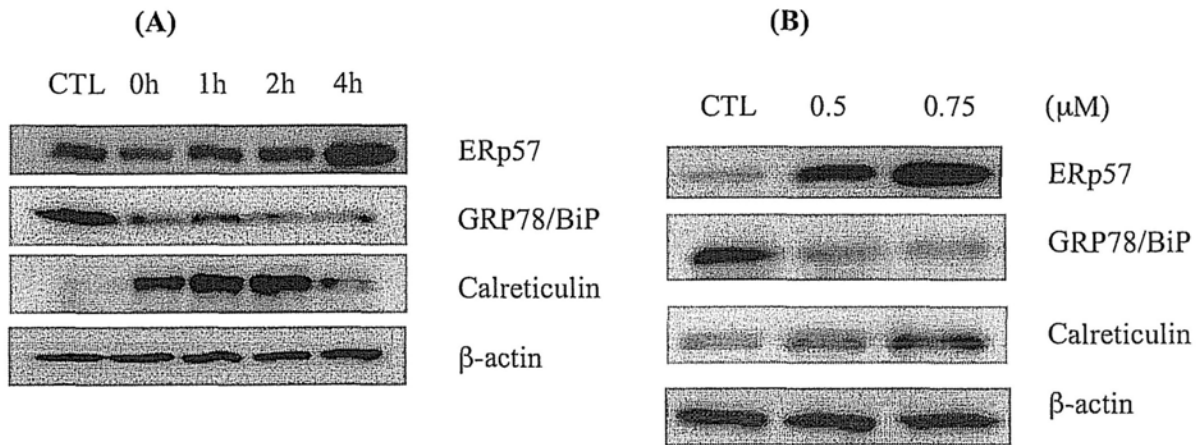 (A)
CTL 0h 1h 2h 4h
ERp57
GRP78/BiP
Calreticulin
β-actin
(B)
CTL 0.5 0.75 (μM)
ERp57
GRP78/BiP
Calreticulin
β-actin